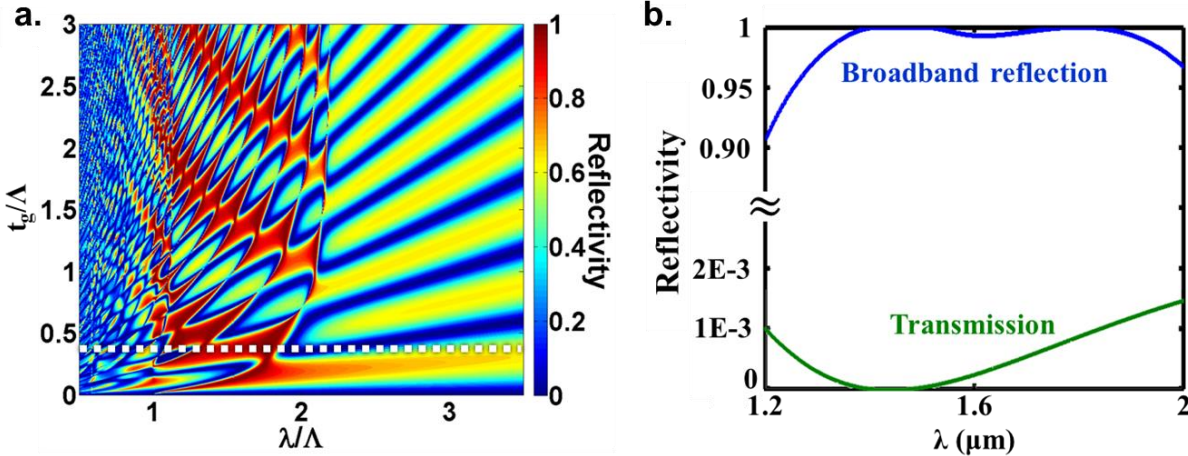 a.
3
2.5
2
1.5
1
0.5
0
t_g/Λ
1
2
3
λ/Λ
1
0.8
0.6
0.4
0.2
0
Reflectivity
b.
1
0.95
0.90
≈
2E-3
1E-3
0
Reflectivity
Broadband reflection
Transmission
1.2
1.6
2
λ (μm)